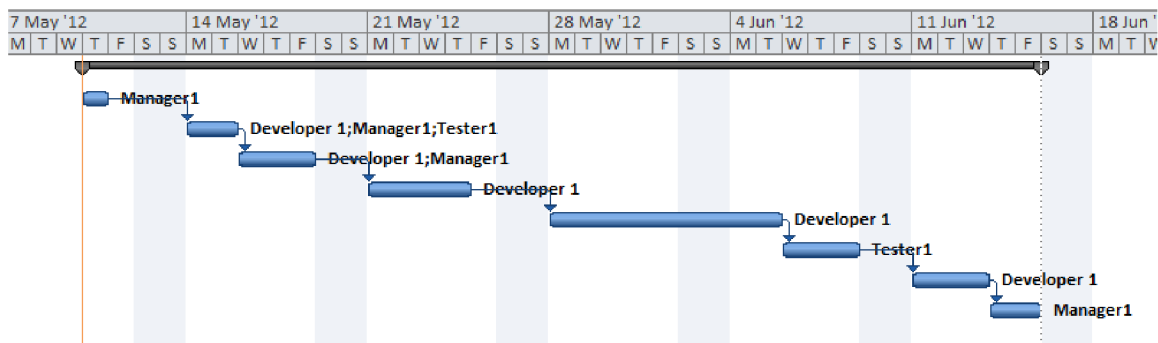 7 May '12 14 May '12 21 May '12 28 May '12 4 Jun '12 11 Jun '12 18 Jun '
M T W T F S S M T W T F S S M T W T F S S M T W T F S S M T W T F S S M T W T F S S M T W
Manager1
Developer 1;Manager1;Tester1
Developer 1;Manager1
Developer 1
Developer 1
Tester1
Developer 1
Manager1